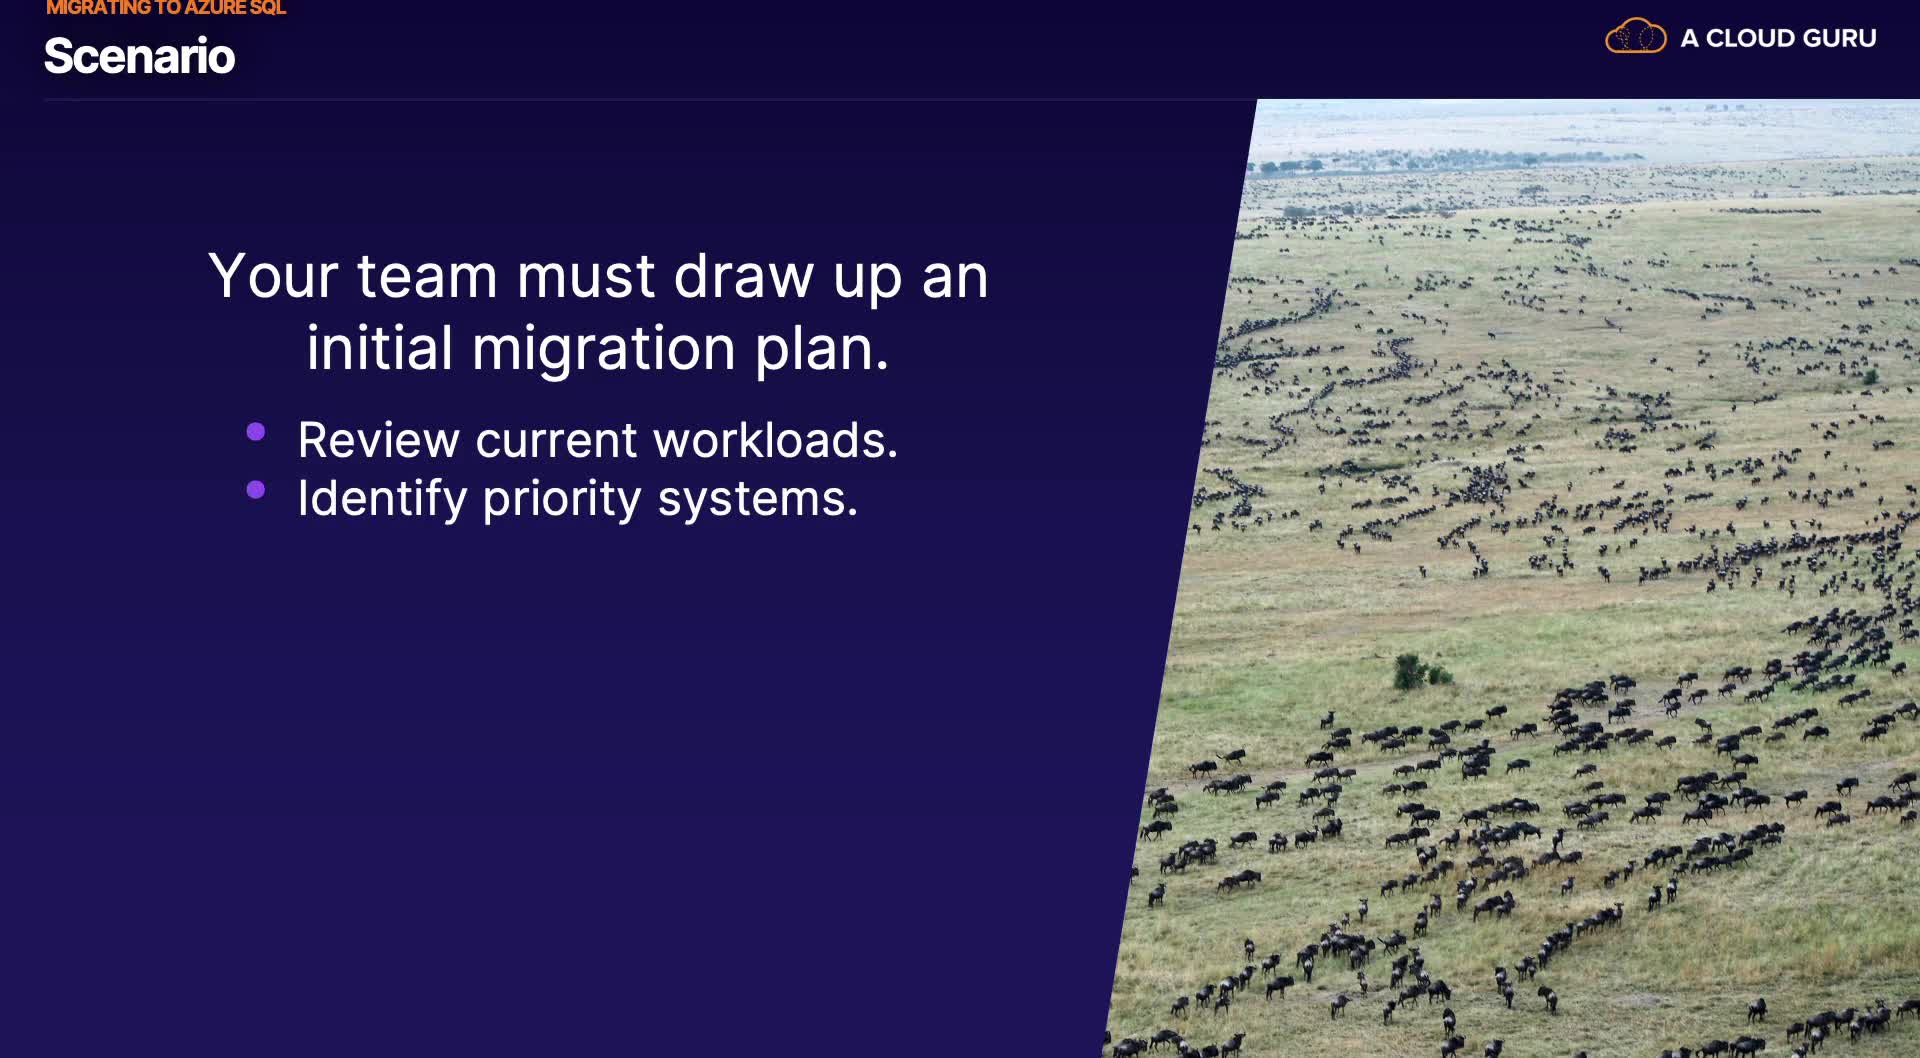 MIGRATING TO AZURE SQL
Scenario
A CLOUD GURU
Your team must draw up an
initial migration plan.
Review current workloads.
Identify priority systems.